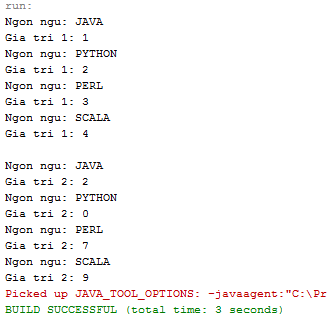 run:
Ngon ngu: JAVA
Gia tri 1: 1
Ngon ngu: PYTHON
Gia tri 1: 2
Ngon ngu: PERL
Gia tri 1: 3
Ngon ngu: SCALA
Gia tri 1: 4
Ngon ngu: JAVA
Gia tri 2: 2
Ngon ngu: PYTHON
Gia tri 2: 0
Ngon ngu: PERL
Gia tri 2: 7
Ngon ngu: SCALA
Gia tri 2: 9
Picked up JAVA_TOOL_OPTIONS: -javaagent:"C:\Pr
BUILD SUCCESSFUL (total time: 3 seconds)